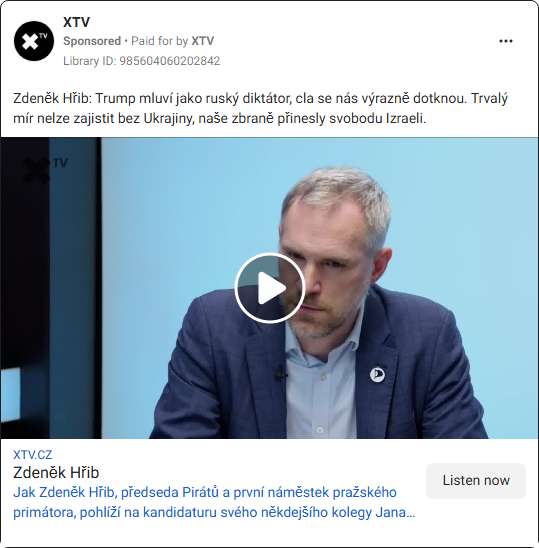 XTV
Sponsored • Paid for by XTV
Library ID: 985604060202842
Zdeněk Hřib: Trump mluví jako ruský diktátor, cla se nás výrazně dotknou. Trvalý
mír nelze zajistit bez Ukrajiny, naše zbraně přinesly svobodu Izraeli.
XTV.CZ
Zdeněk Hřib
Jak Zdeněk Hřib, předseda Pirátů a první náměstek pražského
primátora, pohlíží na kandidaturu svého někdejšího kolegy Jana...
Listen now